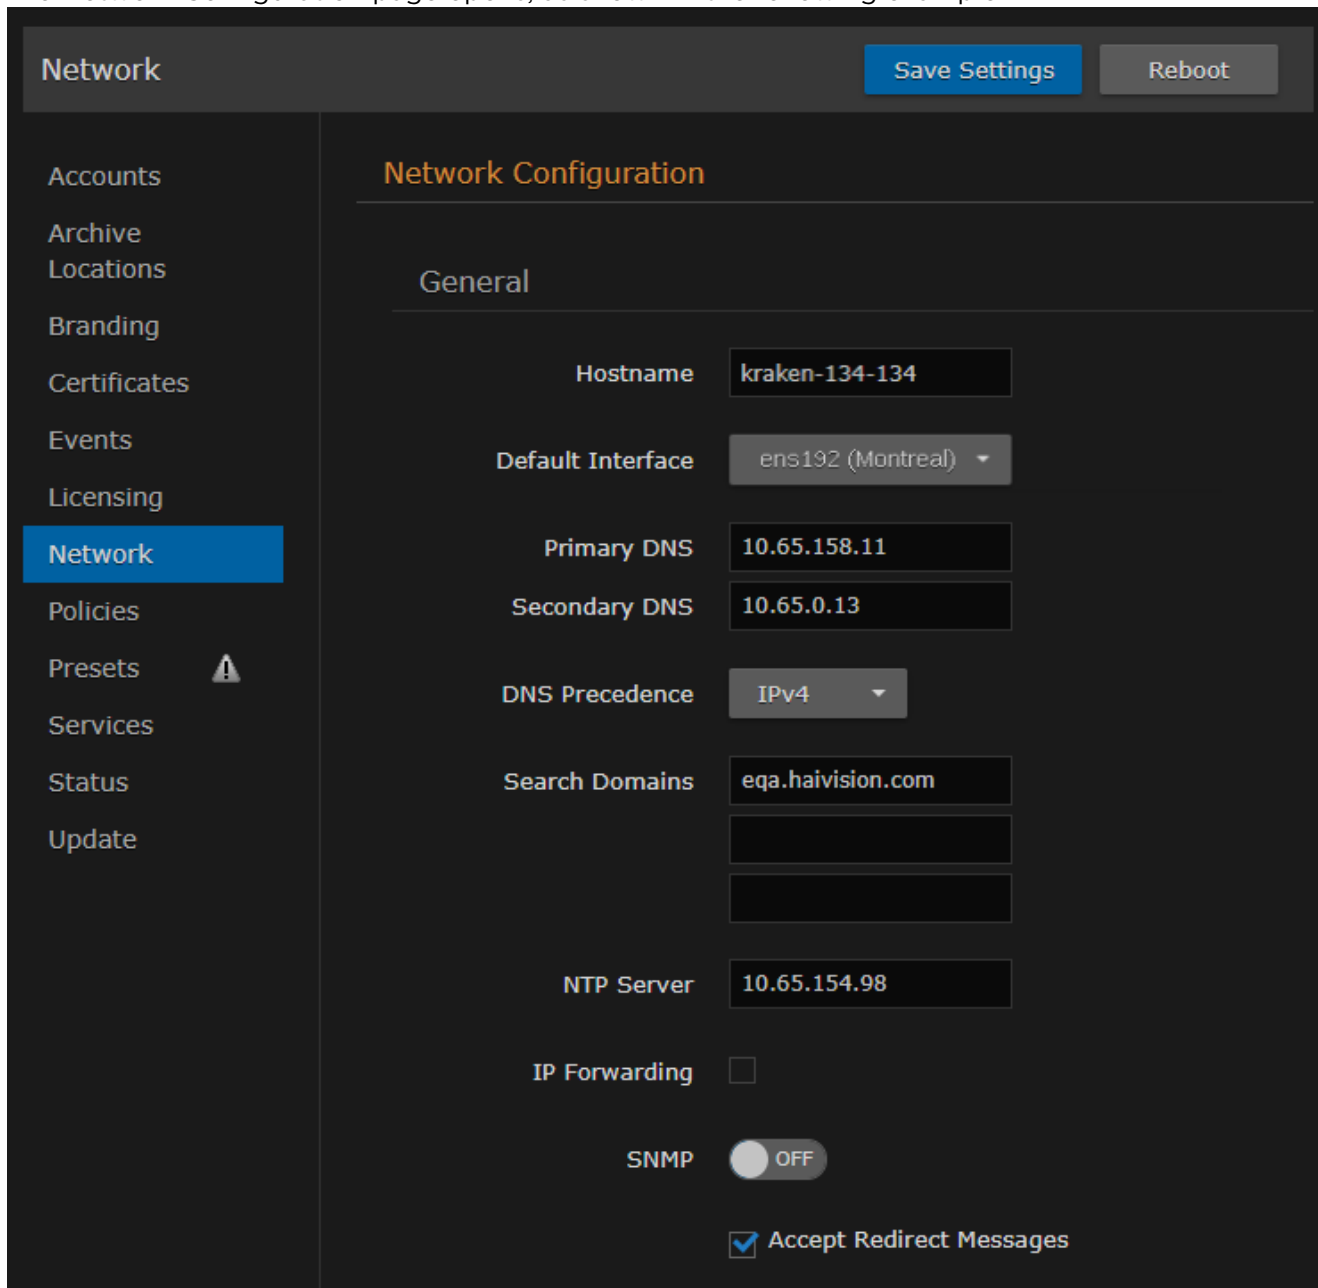 Network
Save Settings
Reboot
Accounts
Archive
Locations
Branding
Certificates
Events
Licensing
Network
Policies
Presets
Services
Status
Update
Network Configuration
General
Hostname kraken-134-134
Default Interface ens192 (Montreal)
Primary DNS 10.65.158.11
Secondary DNS 10.65.0.13
DNS Precedence IPv4
Search Domains eqa.haivision.com
NTP Server 10.65.154.98
IP Forwarding
SNMP OFF
Accept Redirect Messages